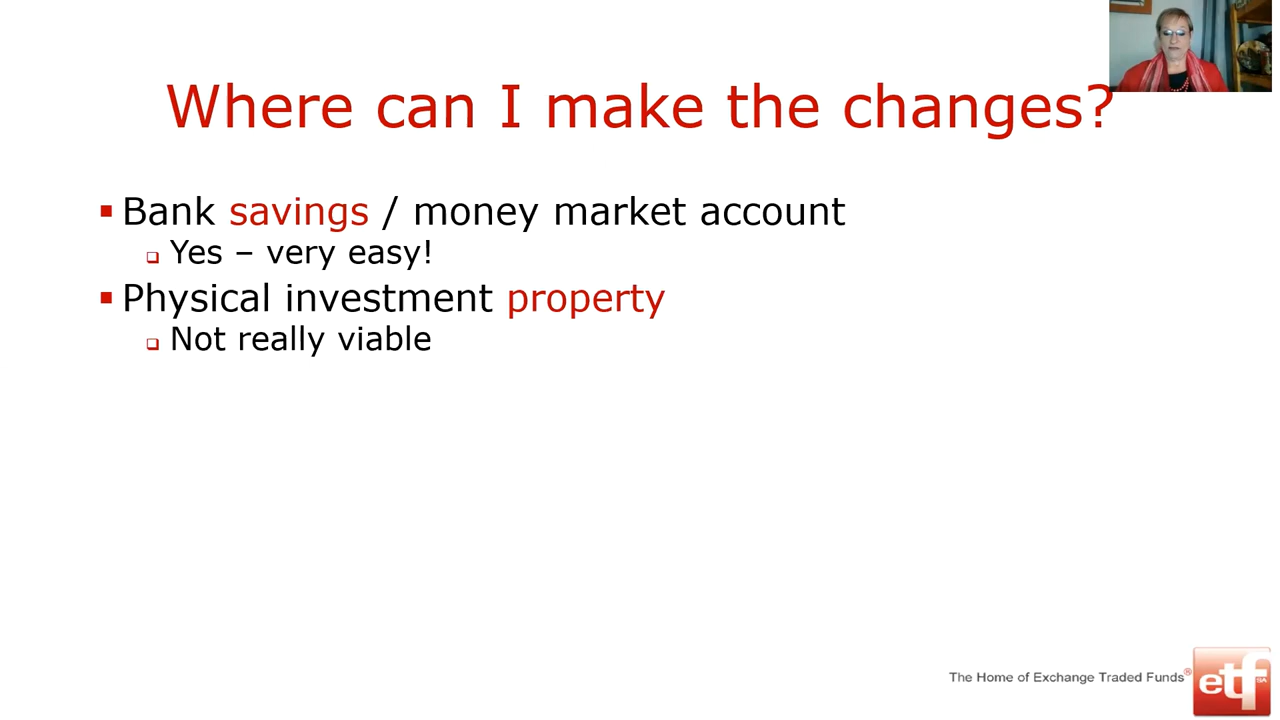 Where can I make the changes?
Bank savings / money market account
Yes – very easy!
Physical investment property
Not really viable
The Home of Exchange Traded Funds®
etf
SA